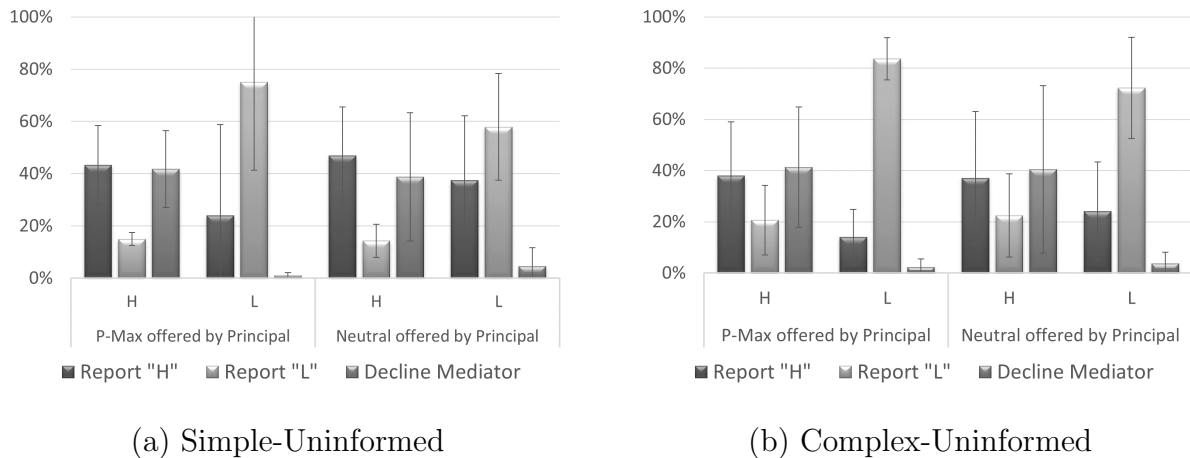 100%
80%
60%
40%
20%
0%
H L H L
P-Max offered by Principal Neutral offered by Principal
Report "H" Report "L" Decline Mediator
(a) Simple-Uninformed
100%
80%
60%
40%
20%
0%
H L H L
P-Max offered by Principal Neutral offered by Principal
Report "H" Report "L" Decline Mediator
(b) Complex-Uninformed